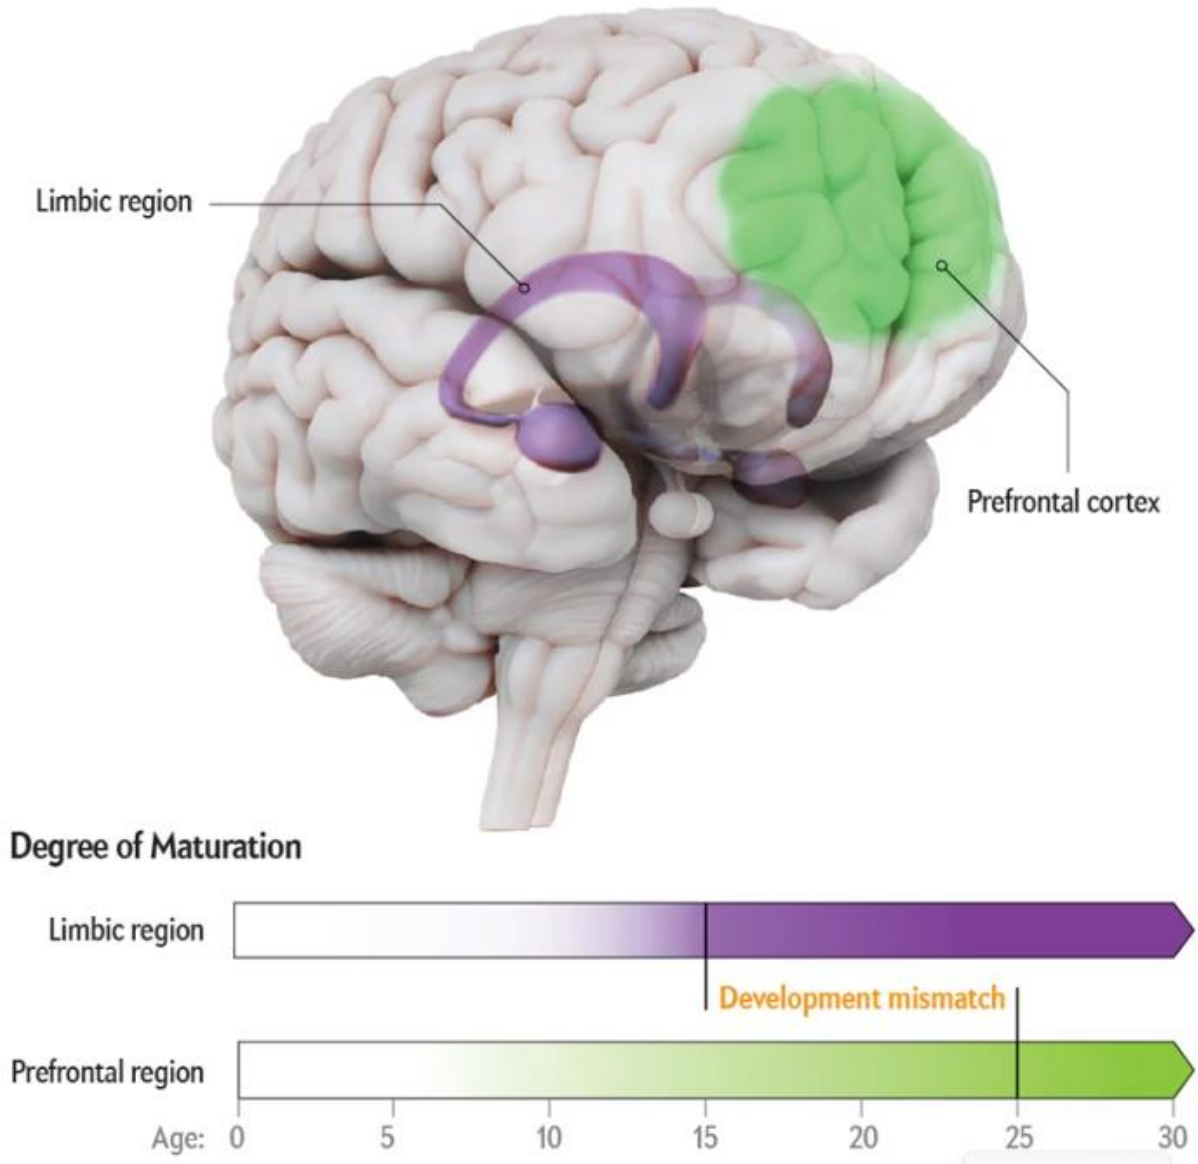 Limbic region
Prefrontal cortex
Degree of Maturation
Limbic region
Development mismatch
Prefrontal region
Age: 0 5 10 15 20 25 30